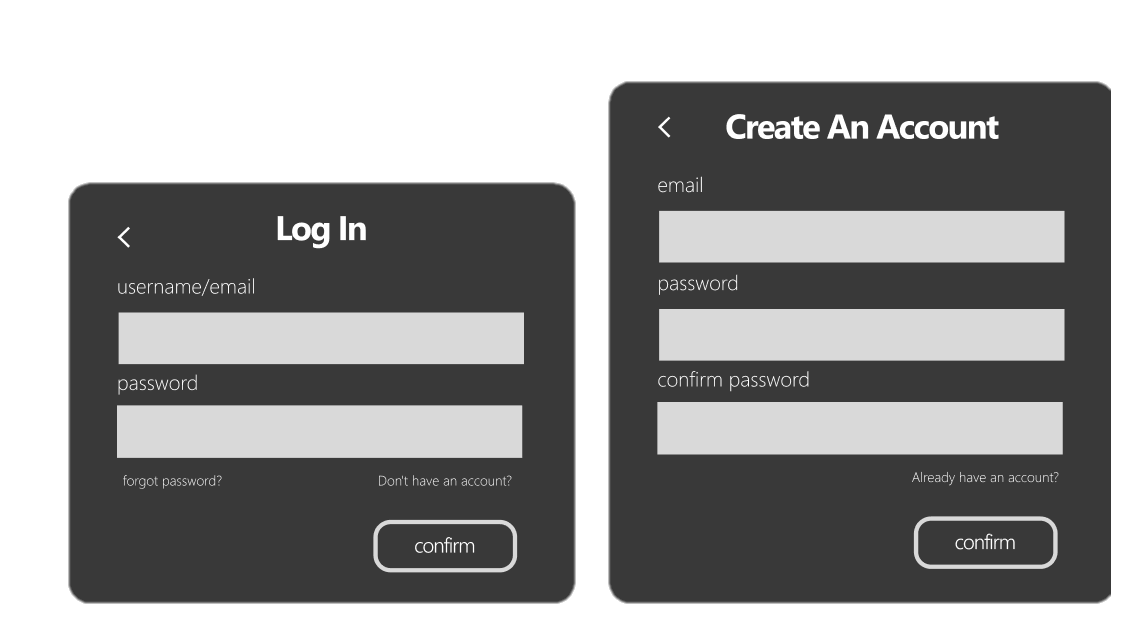 Log In
username/email
password
forgot password?
Don't have an account?
confirm
Create An Account
email
password
confirm password
Already have an account?
confirm